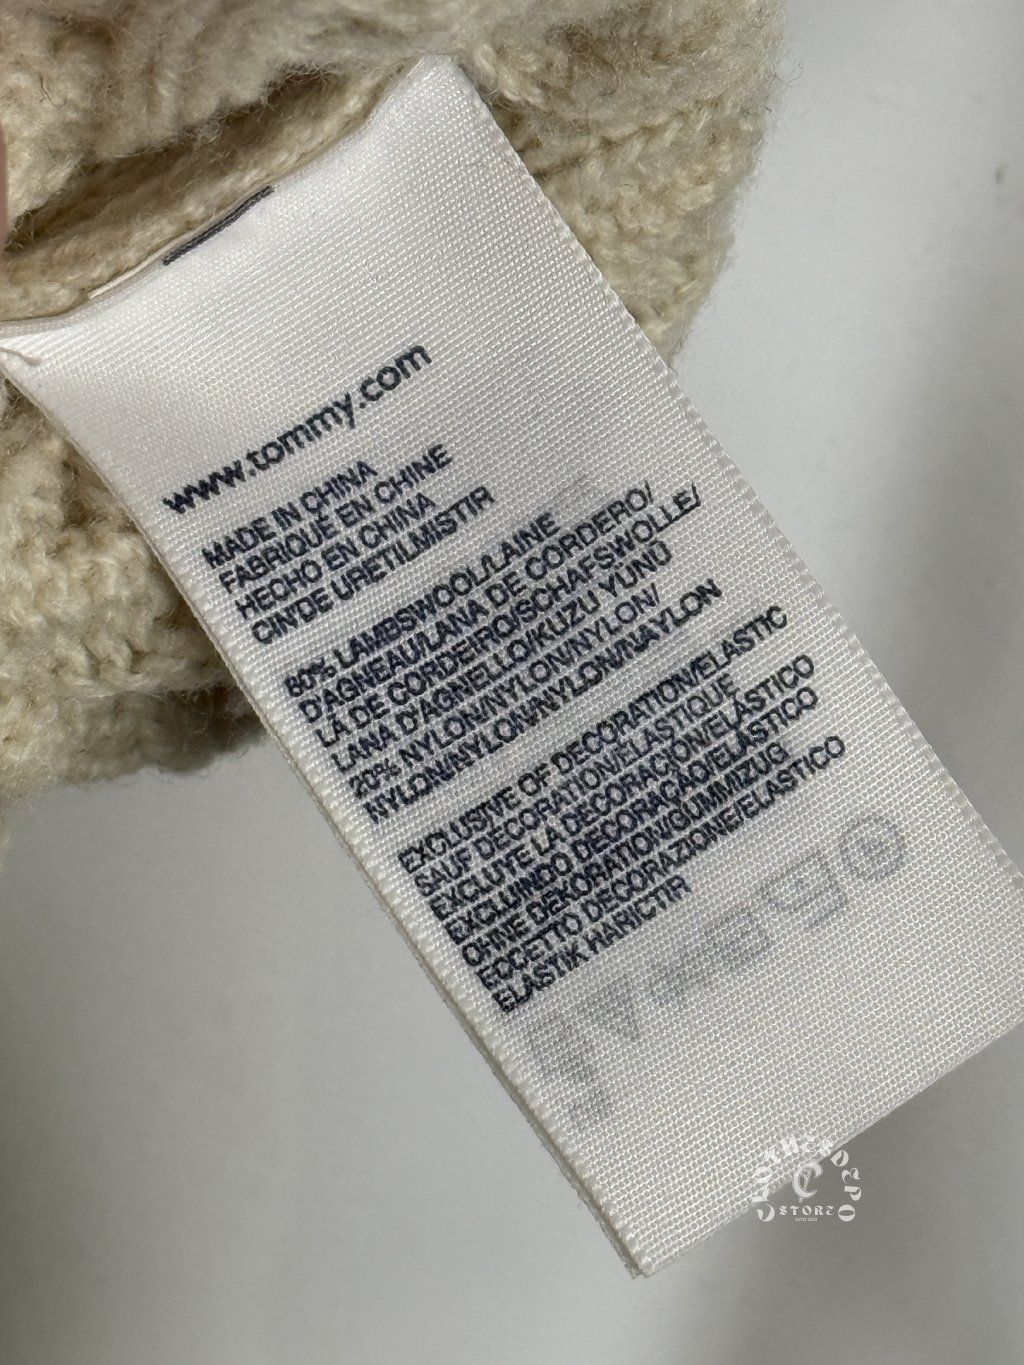 www.tommy.com
MADE IN CHINA
FABRIQUÉ EN CHINE
HECHO EN CHINA
CIN'DE URETILMISTIR
80% LAMBSWOOL/LAINE
D'AGNEAU/LANA DE CORDERO/
LÃ DE CORDEIRO/SCHAFSWOLLE/
LANA D'AGNELLO/KUZU YÜNÜ
20% NYLON/NYLON/NYLON/
NYLON/NYLON/NYLON/NAYLON
EXCLUSIVE OF DECORATION/ELASTIC
SAUF DECORATION/ÉLASTIQUE
EXCLUYE LA DECORACIÓN/ELÁSTICO
EXCLUINDO DECORAÇÃO/ELÁSTICO
OHNE DEKORATION/GUMMIZUG
ECCETTO DECORAZIONE/ELASTICO
ELASTIK HARICTIR
CLOTHESDEPO
C
STORE